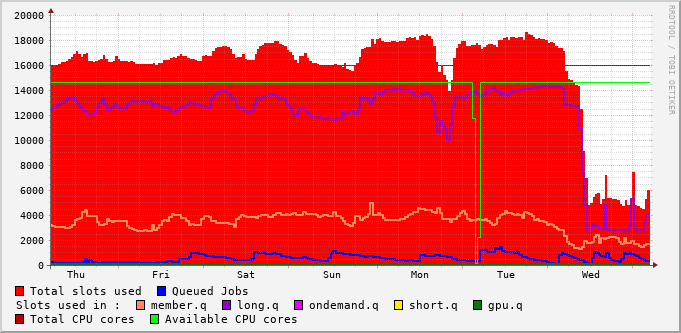 20000
18000
16000
14000
12000
10000
8000
6000
4000
2000
0
Thu Fri Sat Sun Mon Tue Wed
RRDTOOL / TOBI OETIKER
Total slots used Queued Jobs
Slots used in : member.q long.q ondemand.q short.q gpu.q
Total CPU cores Available CPU cores